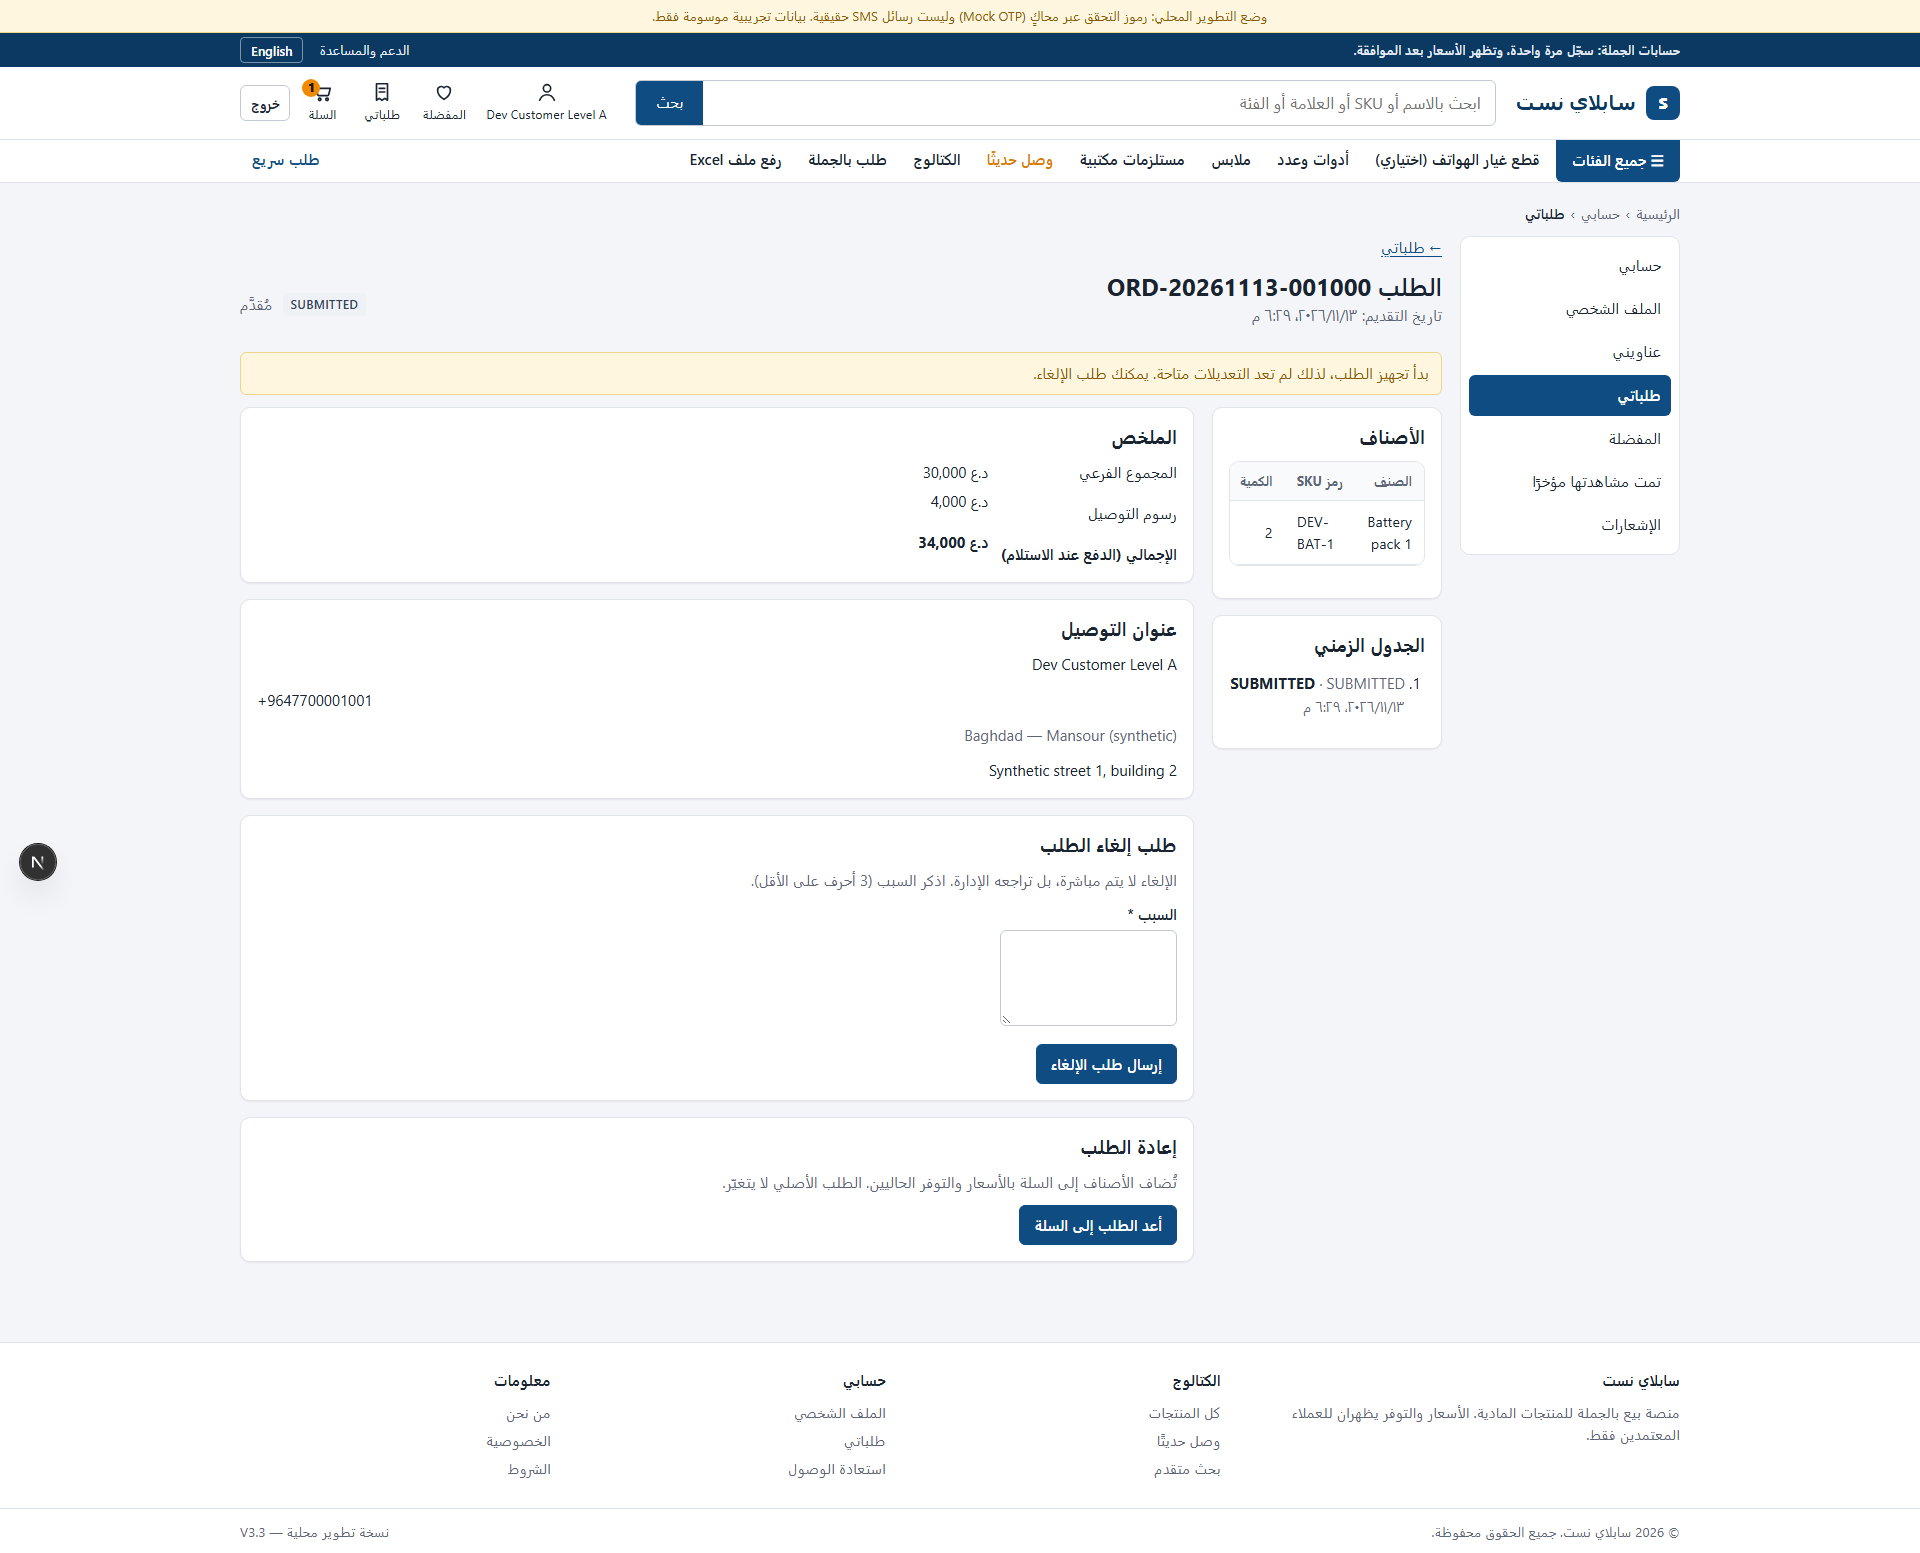 وضع التطوير المحلي: رموز التحقق عبر محاكٍ (Mock OTP) وليست رسائل SMS حقيقية. بيانات تجريبية موسومة فقط.
حسابات الجملة: سجّل مرة واحدة، وتظهر الأسعار بعد الموافقة.
الدعم والمساعدة
English
S
سابلاي نست
ابحث بالاسم أو SKU أو العلامة أو الفئة
بحث
Dev Customer Level A
المفضلة
طلباتي
1
السلة
خروج
☰ جميع الفئات
قطع غيار الهواتف (اختياري)
أدوات وعدد
ملابس
مستلزمات مكتبية
وصل حديثًا
الكتالوج
طلب بالجملة
رفع ملف Excel
طلب سريع
الرئيسية › حسابي › طلباتي
حسابي
الملف الشخصي
عناويني
طلباتي
المفضلة
تمت مشاهدتها مؤخرًا
الإشعارات
← طلباتي
الطلب ORD-20261113-001000
تاريخ التقديم: ٢٠٢٦/١١/١٣، ٦:٢٩ م
SUBMITTED
مُقدَّم
بدأ تجهيز الطلب، لذلك لم تعد التعديلات متاحة. يمكنك طلب الإلغاء.
الأصناف
الصنف رمز SKU الكمية
Battery pack 1
DEV-BAT-1
2
الجدول الزمني
1. SUBMITTED · SUBMITTED
٢٠٢٦/١١/١٣، ٦:٢٩ م
الملخص
المجموع الفرعي
30,000 د.ع
رسوم التوصيل
4,000 د.ع
الإجمالي (الدفع عند الاستلام)
34,000 د.ع
عنوان التوصيل
Dev Customer Level A
+9647700001001
Baghdad — Mansour (synthetic)
Synthetic street 1, building 2
طلب إلغاء الطلب
الإلغاء لا يتم مباشرة، بل تراجعه الإدارة. اذكر السبب (3 أحرف على الأقل).
السبب *
إرسال طلب الإلغاء
إعادة الطلب
تُضاف الأصناف إلى السلة بالأسعار والتوفر الحاليين. الطلب الأصلي لا يتغيّر.
أعد الطلب إلى السلة
N
سابلاي نست
منصة بيع بالجملة للمنتجات المادية. الأسعار والتوفر يظهران للعملاء
المعتمدين فقط.
الكتالوج
كل المنتجات
وصل حديثًا
بحث متقدم
حسابي
الملف الشخصي
طلباتي
استعادة الوصول
معلومات
من نحن
الخصوصية
الشروط
© 2026 سابلاي نست. جميع الحقوق محفوظة.
نسخة تطوير محلية — V3.3